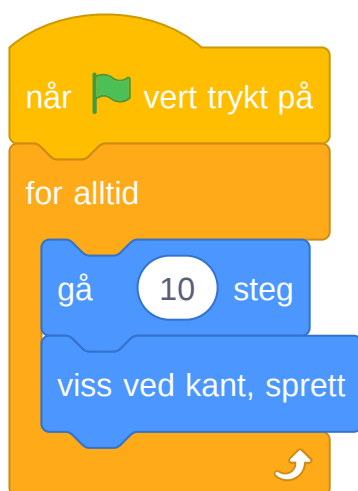 når vert trykt på
for alltid
gå 10 steg
viss ved kant, sprett